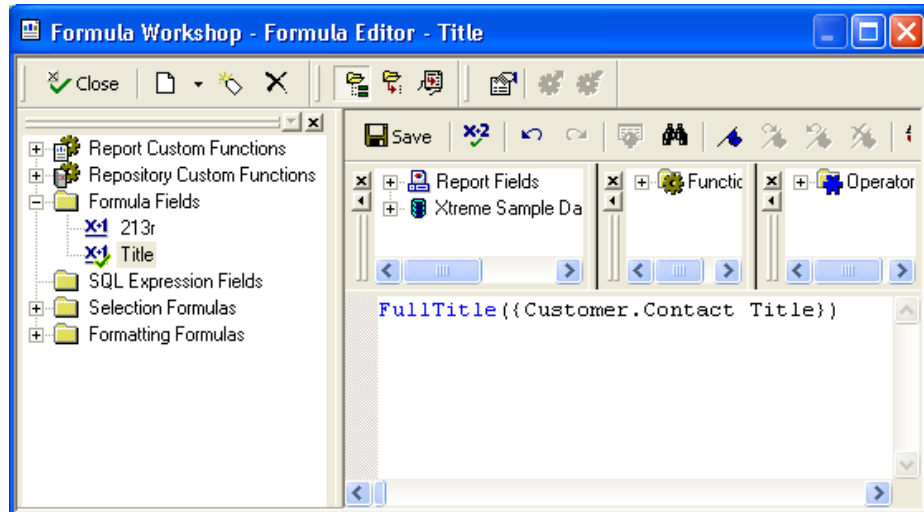 Formula Workshop - Formula Editor - Title
Close
Save
Report Custom Functions
Repository Custom Functions
Formula Fields
213r
Title
SQL Expression Fields
Selection Formulas
Formatting Formulas
Report Fields
Xtreme Sample Da
Functic
Operator
FullTitle({Customer.Contact Title})